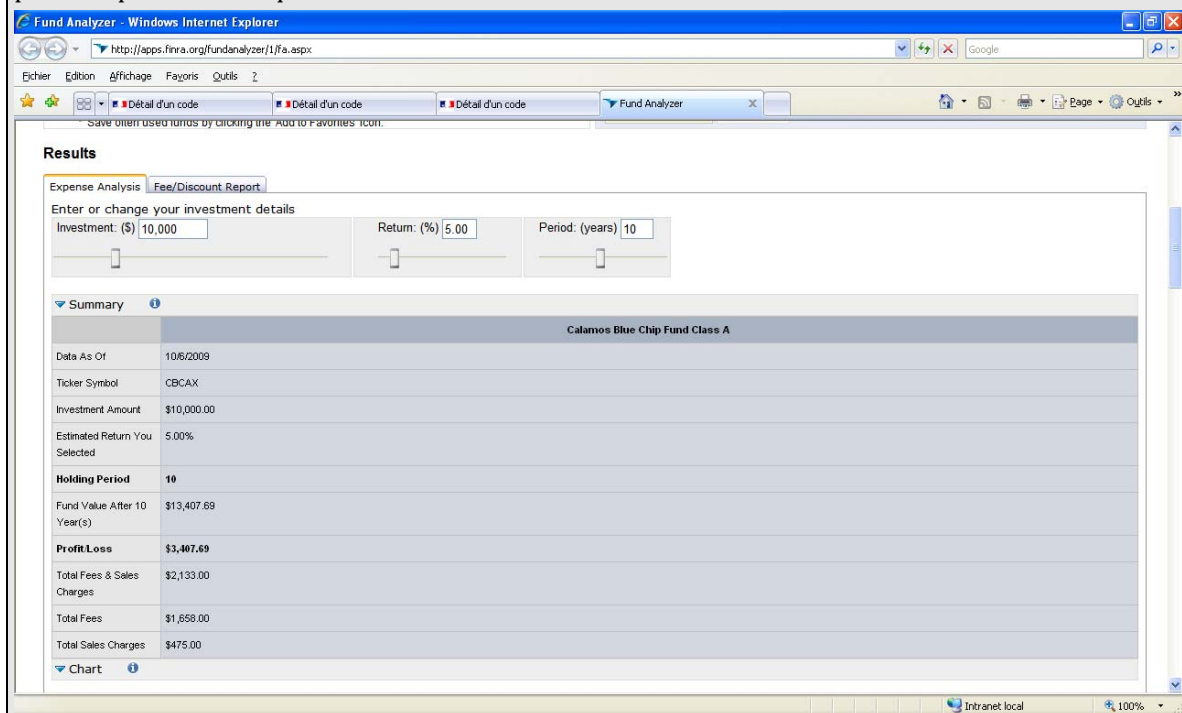 Fund Analyzer - Windows Internet Explorer
http://apps.finra.org/fundanalyzer/1/fa.aspx
Google
Eichier Edition Affichage Favoris Outils ?
Détail d'un code Détail d'un code Détail d'un code Fund Analyzer X Page Outils »
Save often used funds by clicking the 'Add to Favorites' icon.
Results
Expense Analysis Fee/Discount Report
Enter or change your investment details
Investment: ($) 10,000 Return: (%) 5.00 Period: (years) 10
Summary
Calamos Blue Chip Fund Class A
Data As Of 10/6/2009
Ticker Symbol CBCAX
Investment Amount $10,000.00
Estimated Return You Selected 5.00%
Holding Period 10
Fund Value After 10 Year(s) $13,407.69
Profit/Loss $3,407.69
Total Fees & Sales Charges $2,133.00
Total Fees $1,658.00
Total Sales Charges $475.00
Chart
Intranet local 100%